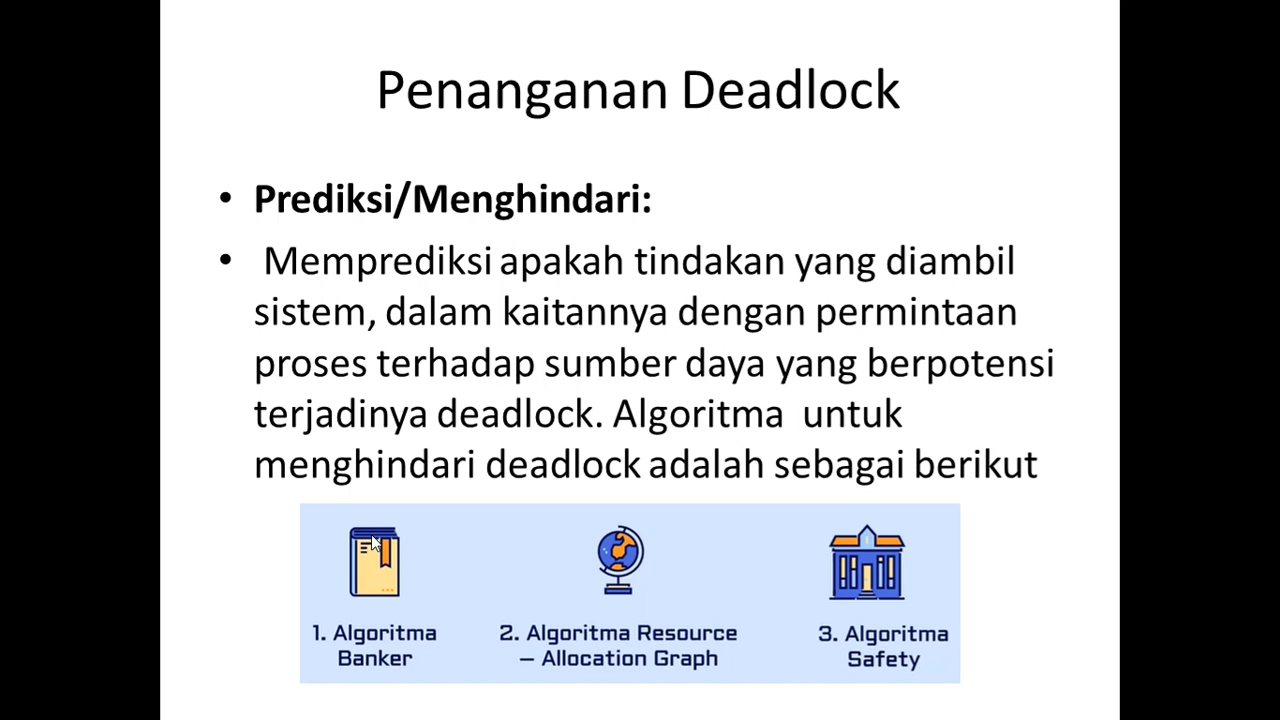 Penanganan Deadlock
• Prediksi/Menghindari:
• Memprediksi apakah tindakan yang diambil
sistem, dalam kaitannya dengan permintaan
proses terhadap sumber daya yang berpotensi
terjadinya deadlock. Algoritma untuk
menghindari deadlock adalah sebagai berikut
1. Algoritma
Banker
2. Algoritma Resource
– Allocation Graph
3. Algoritma
Safety